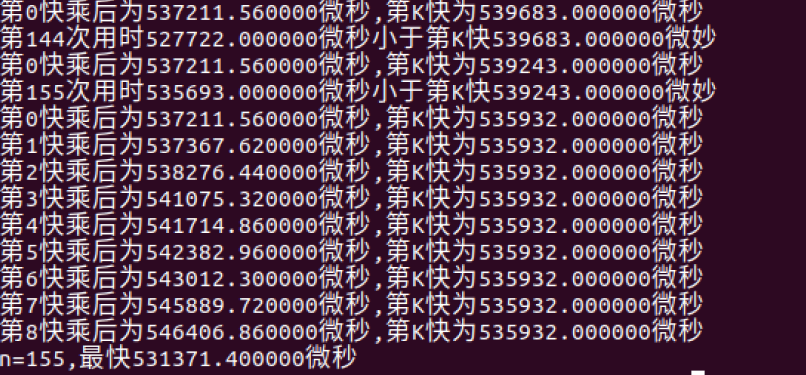 第0快乘后为537211.560000微秒,第K快为539683.000000微秒
第144次用时527722.000000微秒小于第K快539683.000000微妙
第0快乘后为537211.560000微秒,第K快为539243.000000微秒
第155次用时535693.000000微秒小于第K快539243.000000微妙
第0快乘后为537211.560000微秒,第K快为535932.000000微秒
第1快乘后为537367.620000微秒,第K快为535932.000000微秒
第2快乘后为538276.440000微秒,第K快为535932.000000微秒
第3快乘后为541075.320000微秒,第K快为535932.000000微秒
第4快乘后为541714.860000微秒,第K快为535932.000000微秒
第5快乘后为542382.960000微秒,第K快为535932.000000微秒
第6快乘后为543012.300000微秒,第K快为535932.000000微秒
第7快乘后为545889.720000微秒,第K快为535932.000000微秒
第8快乘后为546406.860000微秒,第K快为535932.000000微秒
n=155,最快531371.400000微秒